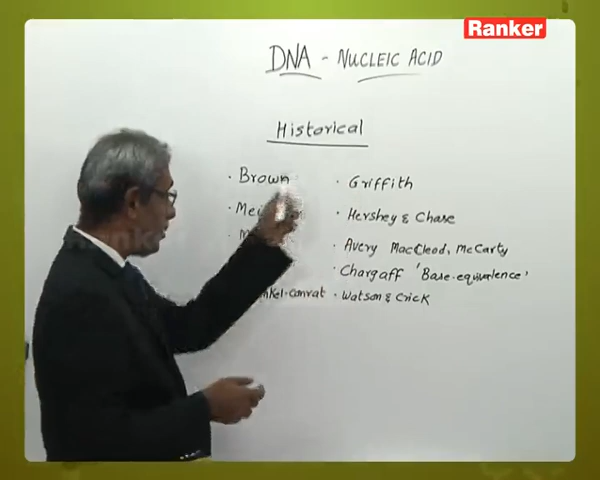 Ranker
DNA - NUCLEIC ACID
Historical
· Brown
· Griffith
· Hershey & Chase
· Avery MacCleod, McCarty
· Chargaff 'Base-equivalence'
· Watson & Crick